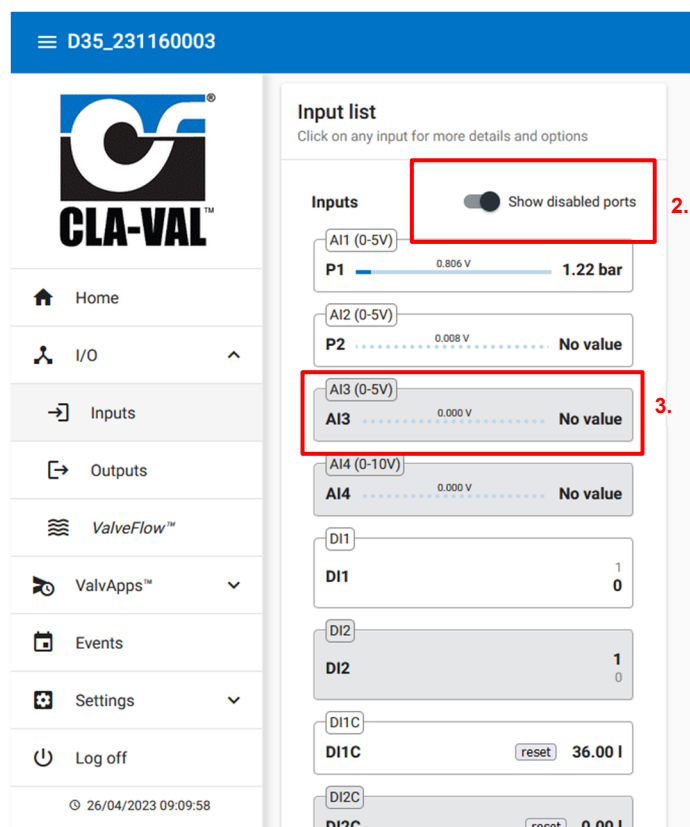 D35_231160003
®
CLA-VAL™
Home
I/O
Inputs
Outputs
ValveFlow™
ValvApps™
Events
Settings
Log off
26/04/2023 09:09:58
Input list
Click on any input for more details and options
Inputs
Show disabled ports
2.
AI1 (0-5V)
P1 0.806 V 1.22 bar
AI2 (0-5V)
P2 0.008 V No value
AI3 (0-5V)
AI3 0.000 V No value
3.
AI4 (0-10V)
AI4 0.000 V No value
DI1
1
DI1
0
DI2
1
DI2
0
DI1C
DI1C reset 36.00 l
DI2C
DI2C reset 0.00 l